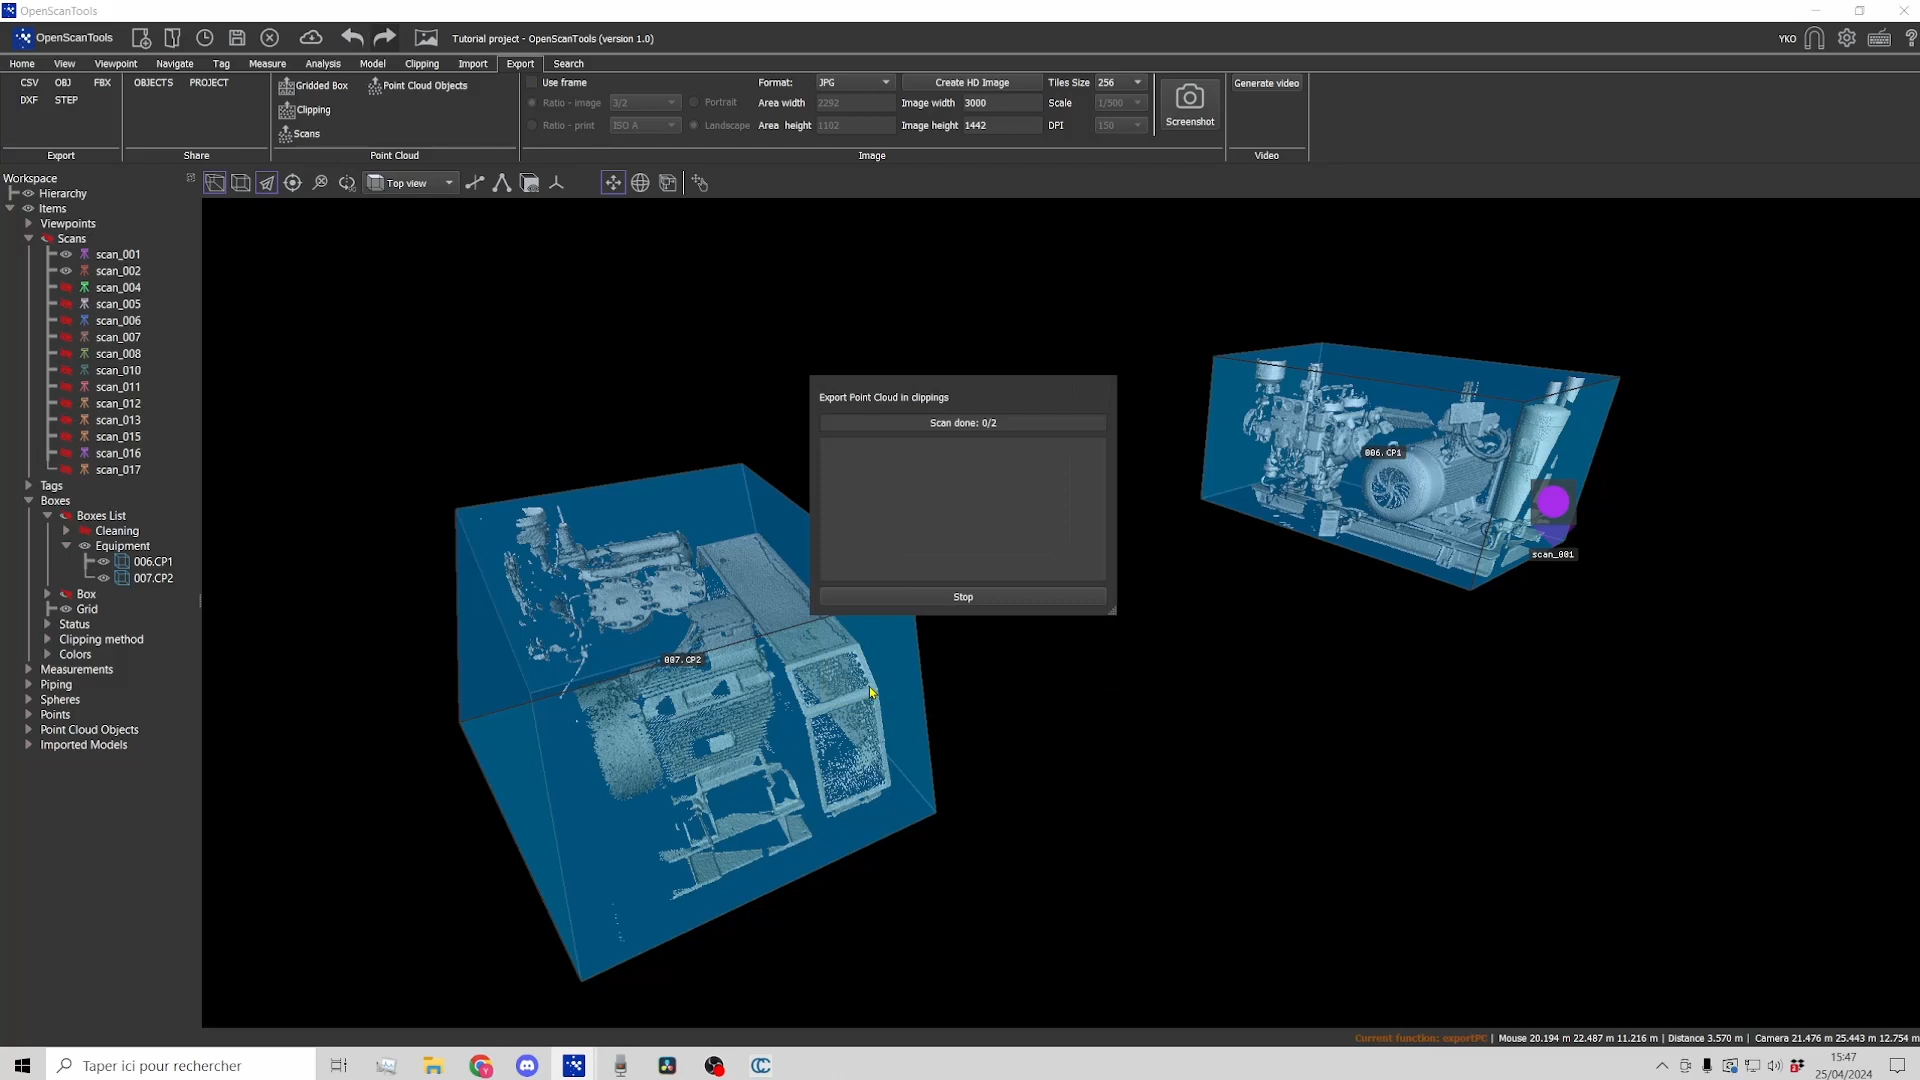 OpenScanTools
OpenScanTools
Tutorial project - OpenScanTools (version 1.0)
YKO
Home View Viewpoint Navigate Tag Measure Analysis Model Clipping Import Export Search
CSV OBJ FBX
DXF STEP
Export
OBJECTS PROJECT
Share
Gridded Box Point Cloud Objects
Clipping
Scans
Point Cloud
Use frame Format: JPG Create HD Image Tiles Size 256
Ratio - image 3/2 Portrait Area width 2292 Image width 3000 Scale 1/500
Ratio - print ISO A Landscape Area height 1102 Image height 1442 DPI 150
Image
Screenshot
Generate video
Video
Top view
Workspace
Hierarchy
Items
Viewpoints
Scans
scan_001
scan_002
scan_004
scan_005
scan_006
scan_007
scan_008
scan_010
scan_011
scan_012
scan_013
scan_015
scan_016
scan_017
Tags
Boxes
Boxes List
Cleaning
Equipment
006.CP1
007.CP2
Box
Grid
Status
Clipping method
Colors
Measurements
Piping
Spheres
Points
Point Cloud Objects
Imported Models
Export Point Cloud in clippings
Scan done: 0/2
Stop
006.CP1
scan_001
007.CP2
Current function: exportPC | Mouse 20.194 m 22.487 m 11.216 m | Distance 3.570 m | Camera 21.476 m 25.443 m 12.754 m
Taper ici pour rechercher
15:47
25/04/2024